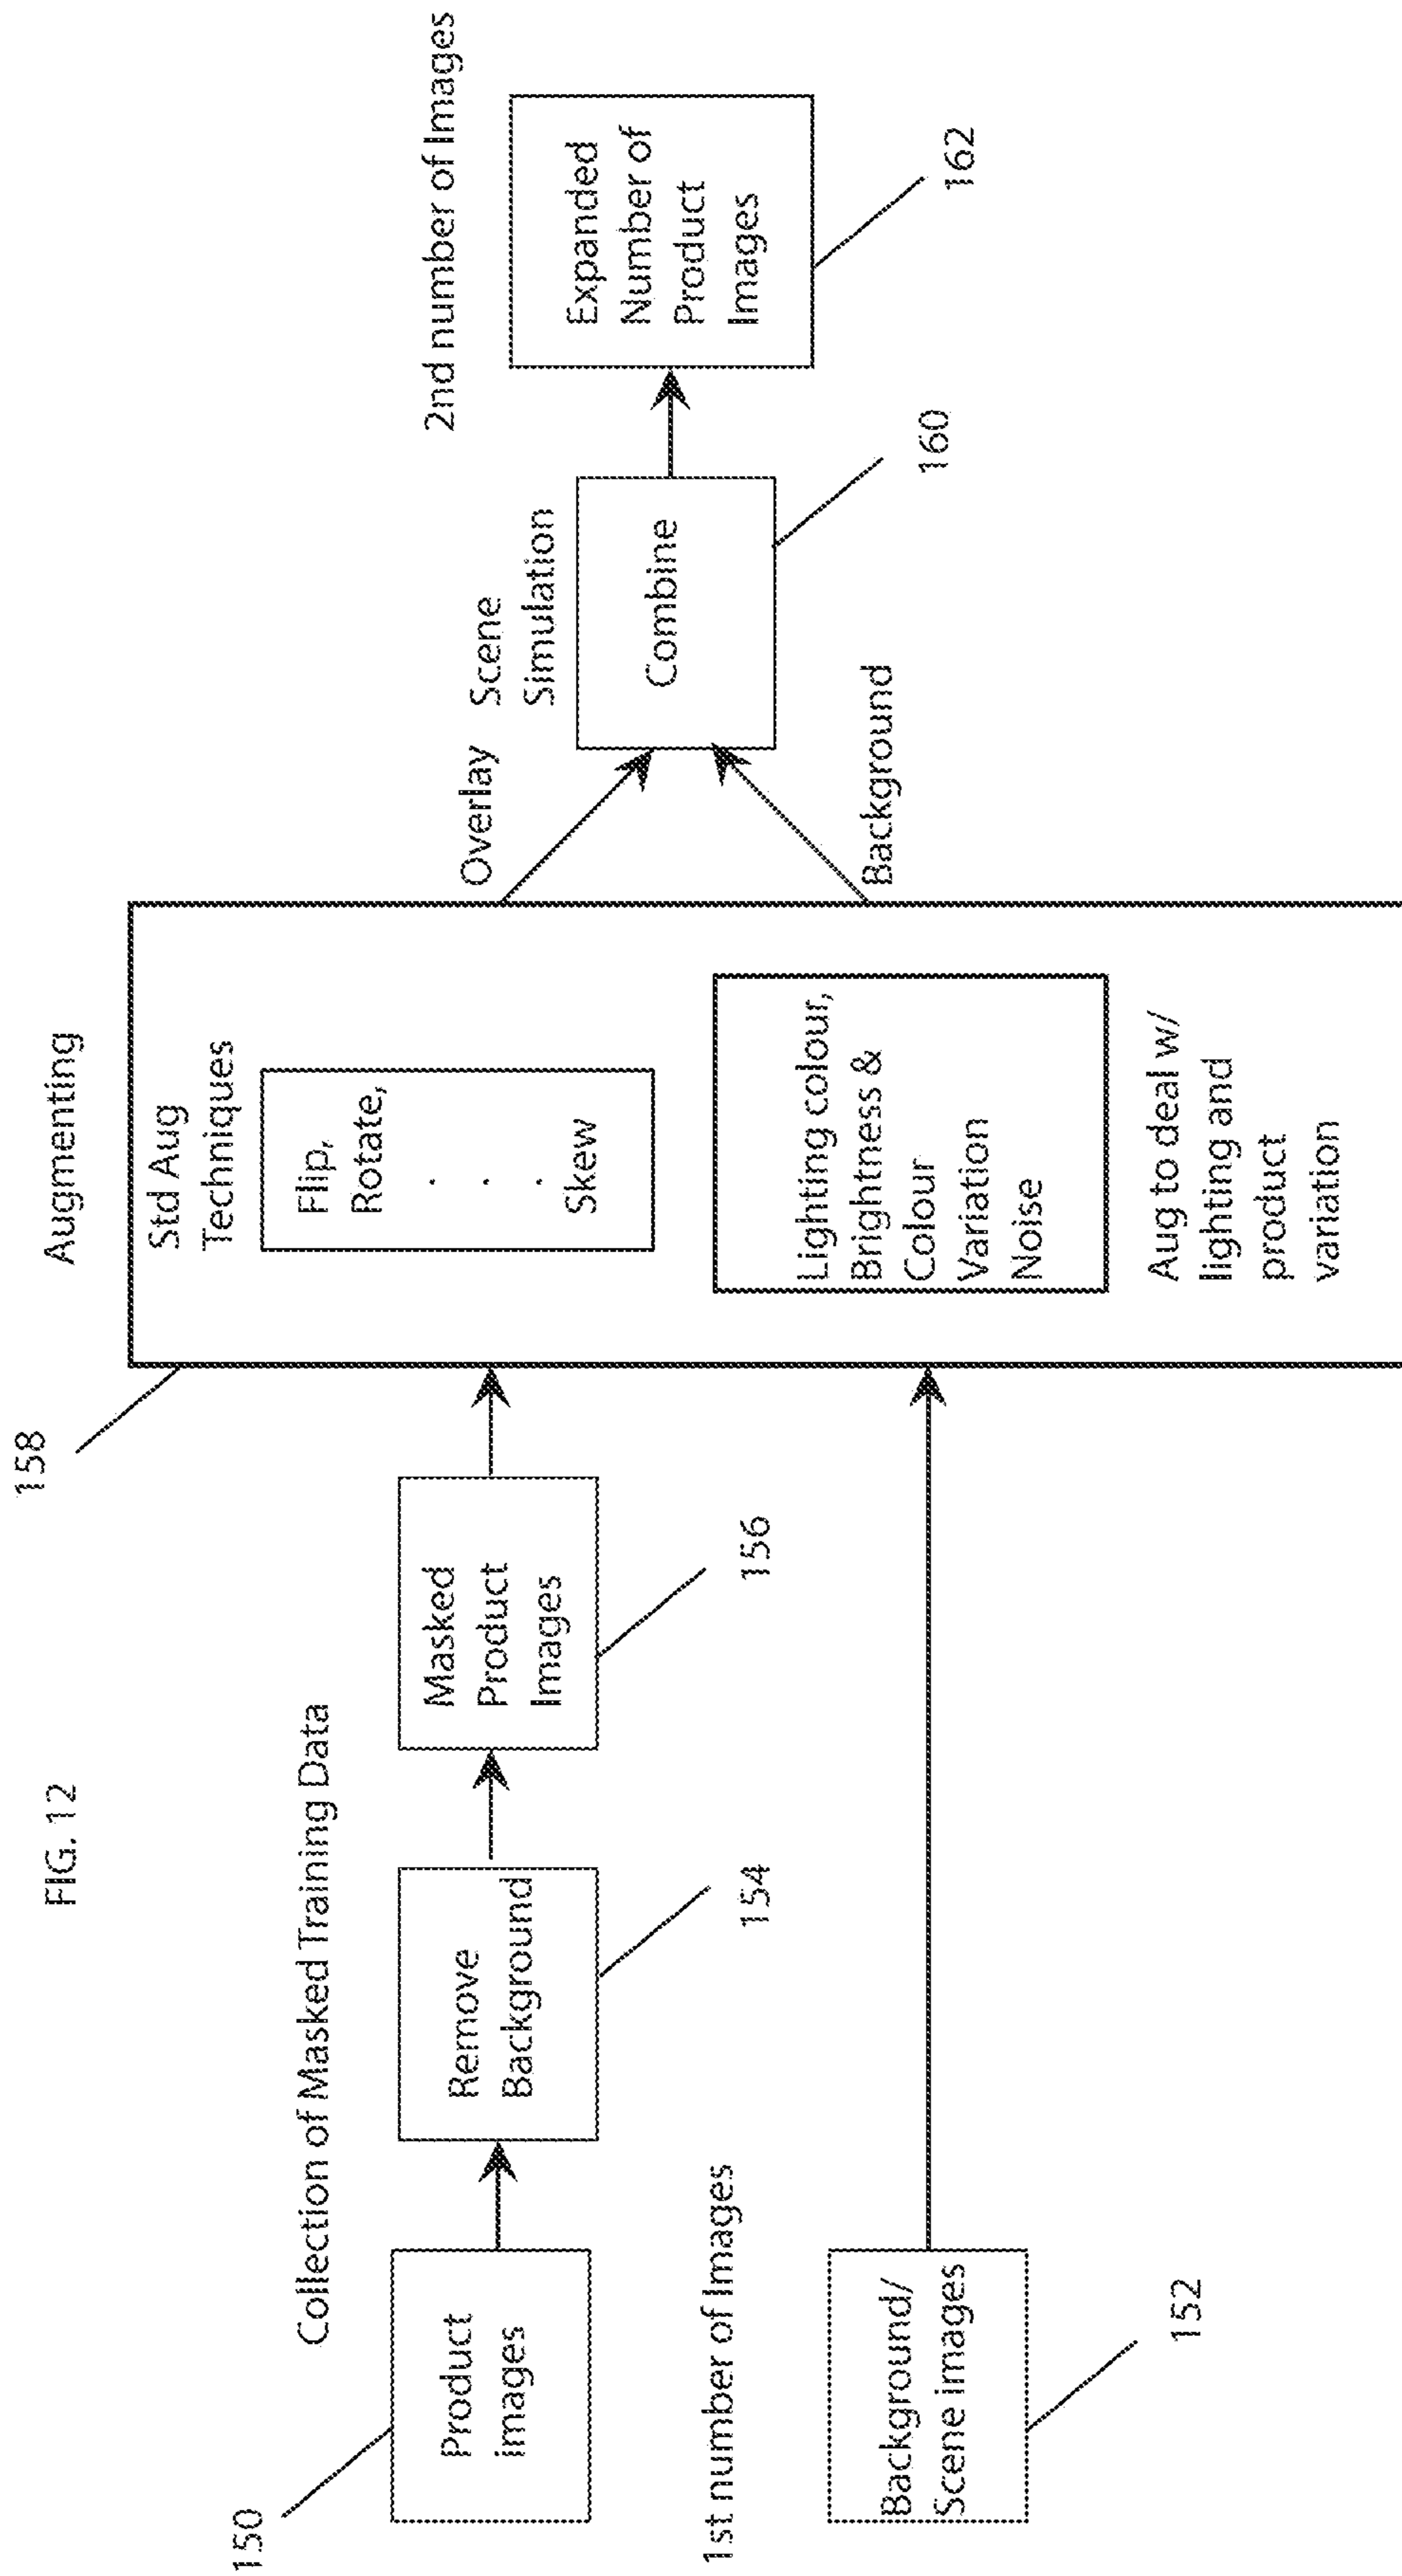 FIG. 12
Collection of Masked Training Data
150
Product
images
1st number of Images
Remove
Background
154
Masked
Product
Images
156
Background/
Scene images
152
158
Augmenting
Std Aug
Techniques
Flip,
Rotate,
.
.
.
Skew
Lighting colour,
Brightness &
Colour
Variation
Noise
Aug to deal w/
lighting and
product
variation
Overlay
Background
Scene
Simulation
Combine
160
2nd number of Images
Expanded
Number of
Product
Images
162